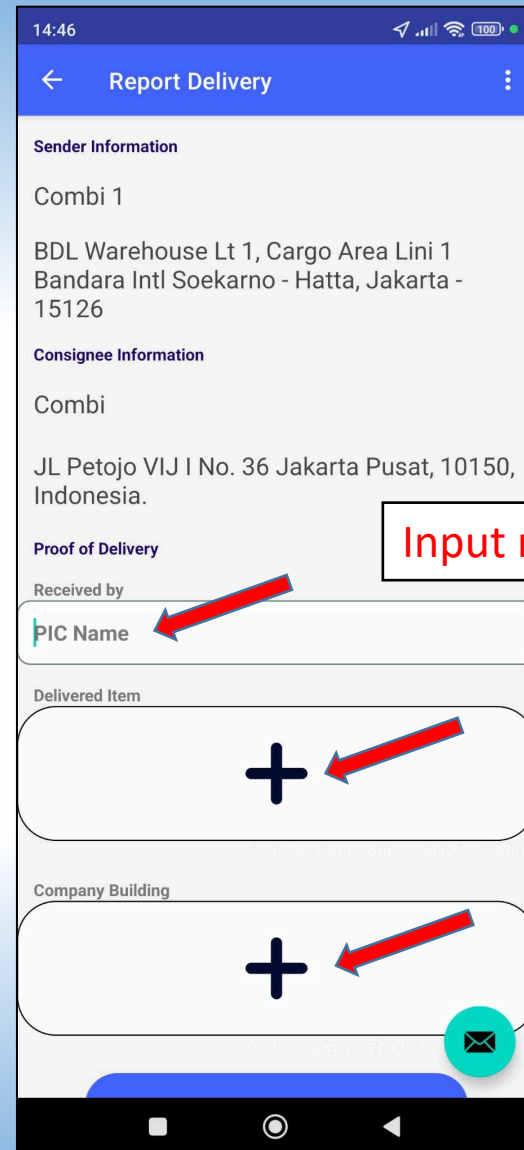 14:46
100
Report Delivery
Sender Information
Combi 1
BDL Warehouse Lt 1, Cargo Area Lini 1
Bandara Intl Soekarno - Hatta, Jakarta -
15126
Consignee Information
Combi
JL Petojo VIJ I No. 36 Jakarta Pusat, 10150,
Indonesia.
Input
Proof of Delivery
Received by
PIC Name
Delivered Item
Company Building